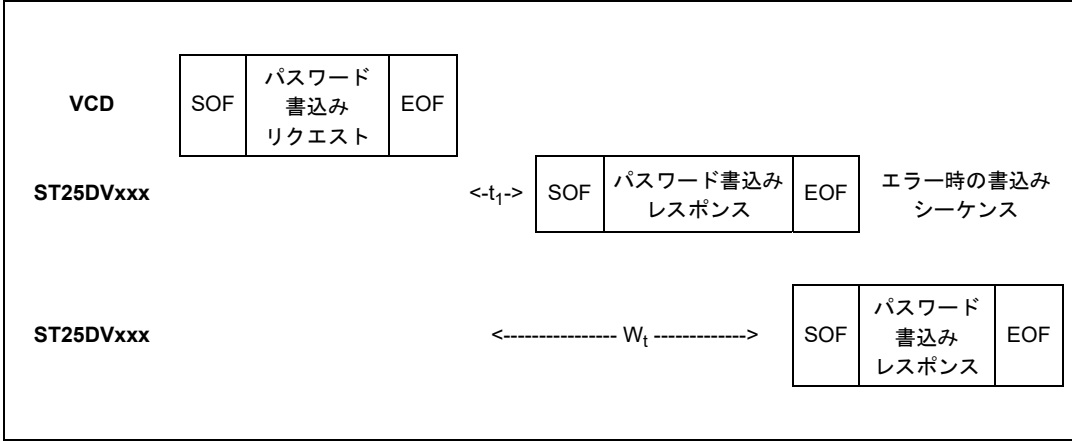 VCD SOF パスワード EOF
書込み
リクエスト
ST25DVxxx <-t₁-> SOF パスワード書込み EOF エラー時の書込み
レスポンス シーケンス
ST25DVxxx <---------------- Wₜ -------------> SOF パスワード EOF
書込み
レスポンス